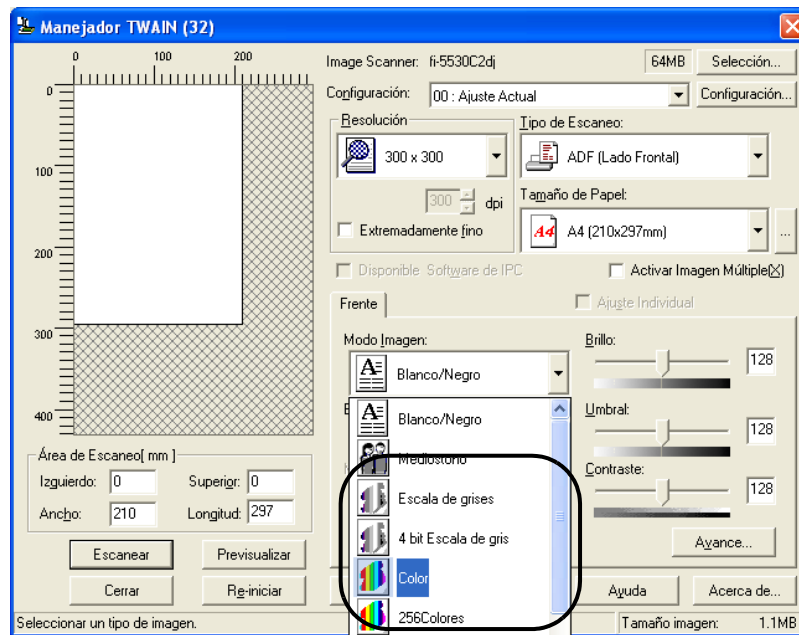 Manejador TWAIN (32)
0 100 200
0
100
200
300
400
Image Scanner: fi-5530C2dj 64MB Selección...
Configuración: 00 : Ajuste Actual Configuración...
Resolución
300 x 300
300 dpi
Extremadamente fino
Tipo de Escaneo:
ADF (Lado Frontal)
Tamaño de Papel:
A4 A4 (210x297mm) ...
Disponible Software de IPC Activar Imagen Múltiple(X)
Frente Ajuste Individual
Modo Imagen:
Blanco/Negro
Blanco/Negro
Mediostorio
Escala de grises
4 bit Escala de gris
Color
256Colores
Brillo:
128
Umbral:
128
Contraste:
128
Avance...
Área de Escaneo[ mm ]
Izquierdo: 0 Superior: 0
Ancho: 210 Longitud: 297
Escanear Previsualizar
Cerrar Re-iniciar Ayuda Acerca de...
Seleccionar un tipo de imagen. Tamaño imagen: 1.1MB